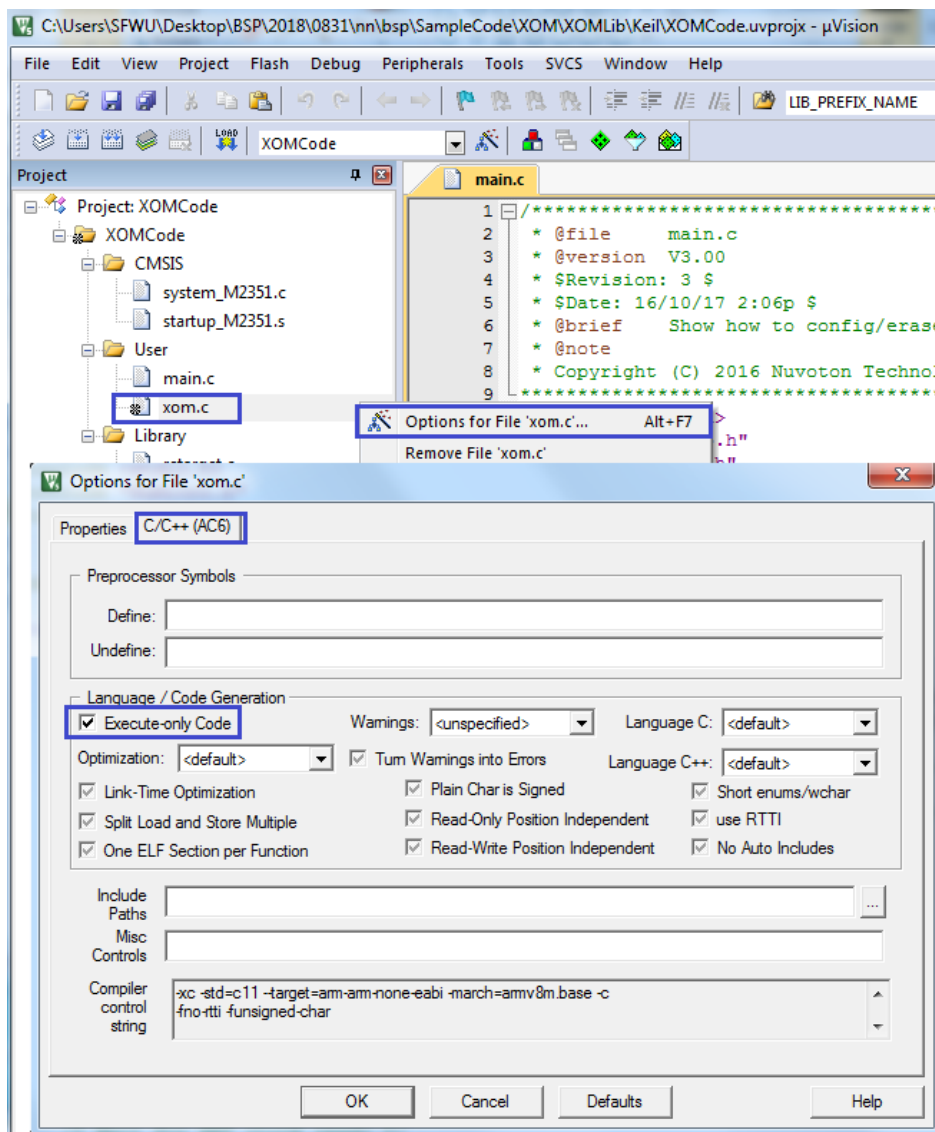 C:\Users\SFWU\Desktop\BSP\2018\0831\nn\bsp\SampleCode\XOM\XOMLib\Keil\XOMCode.uvprojx - µVision
File Edit View Project Flash Debug Peripherals Tools SVCS Window Help
LIB_PREFIX_NAME
LOAD XOMCode
Project
main.c
Project: XOMCode
XOMCode
CMSIS
system_M2351.c
startup_M2351.s
User
main.c
xom.c
Library
1 /************************************
2 * @file main.c
3 * @version V3.00
4 * $Revision: 3 $
5 * $Date: 16/10/17 2:06p $
6 * @brief Show how to config/eras
7 * @note
8 * Copyright (C) 2016 Nuvoton Techno
9 ************************************
>
.h"
Options for File 'xom.c'... Alt+F7
Remove File 'xom.c'
Options for File 'xom.c'
Properties C/C++ (AC6)
Preprocessor Symbols
Define:
Undefine:
Language / Code Generation
Execute-only Code Warnings: <unspecified> Language C: <default>
Optimization: <default> Turn Warnings into Errors Language C++: <default>
Link-Time Optimization Plain Char is Signed Short enums/wchar
Split Load and Store Multiple Read-Only Position Independent use RTTI
One ELF Section per Function Read-Write Position Independent No Auto Includes
Include
Paths
...
Misc
Controls
Compiler
control
string
-xc -std=c11 --target=arm-arm-none-eabi -march=armv8m.base -c
-fno-rtti -funsigned-char
OK Cancel Defaults Help